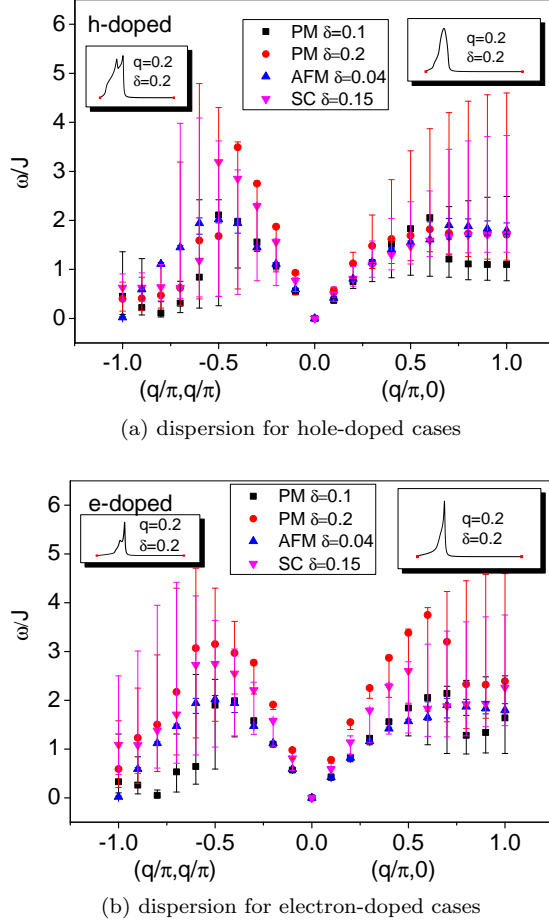 h-doped
q=0.2
δ=0.2
PM δ=0.1
PM δ=0.2
AFM δ=0.04
SC δ=0.15
q=0.2
δ=0.2
6
5
4
3
2
1
0
ω/J
-1.0 -0.5 0.0 0.5 1.0
(q/π,q/π) (q/π,0)
(a) dispersion for hole-doped cases
e-doped
q=0.2
δ=0.2
PM δ=0.1
PM δ=0.2
AFM δ=0.04
SC δ=0.15
q=0.2
δ=0.2
6
5
4
3
2
1
0
ω/J
-1.0 -0.5 0.0 0.5 1.0
(q/π,q/π) (q/π,0)
(b) dispersion for electron-doped cases